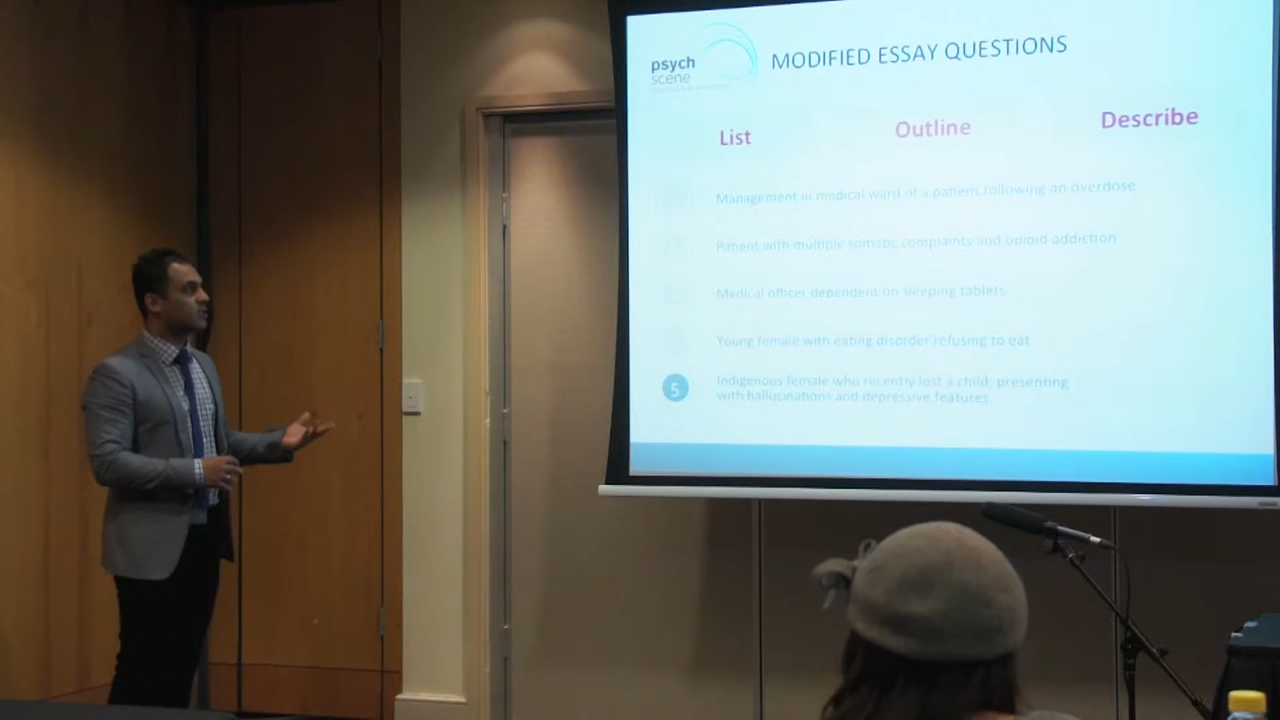 psych
scene
MODIFIED ESSAY QUESTIONS
List
Outline
Describe
Management in medical ward of a patient following an overdose
Patient with multiple somatic complaints and opioid addiction
Medical officer dependent on sleeping tablets
Young female with eating disorder refusing to eat
5
Indigenous female who recently lost a child, presenting
with hallucinations and depressive features